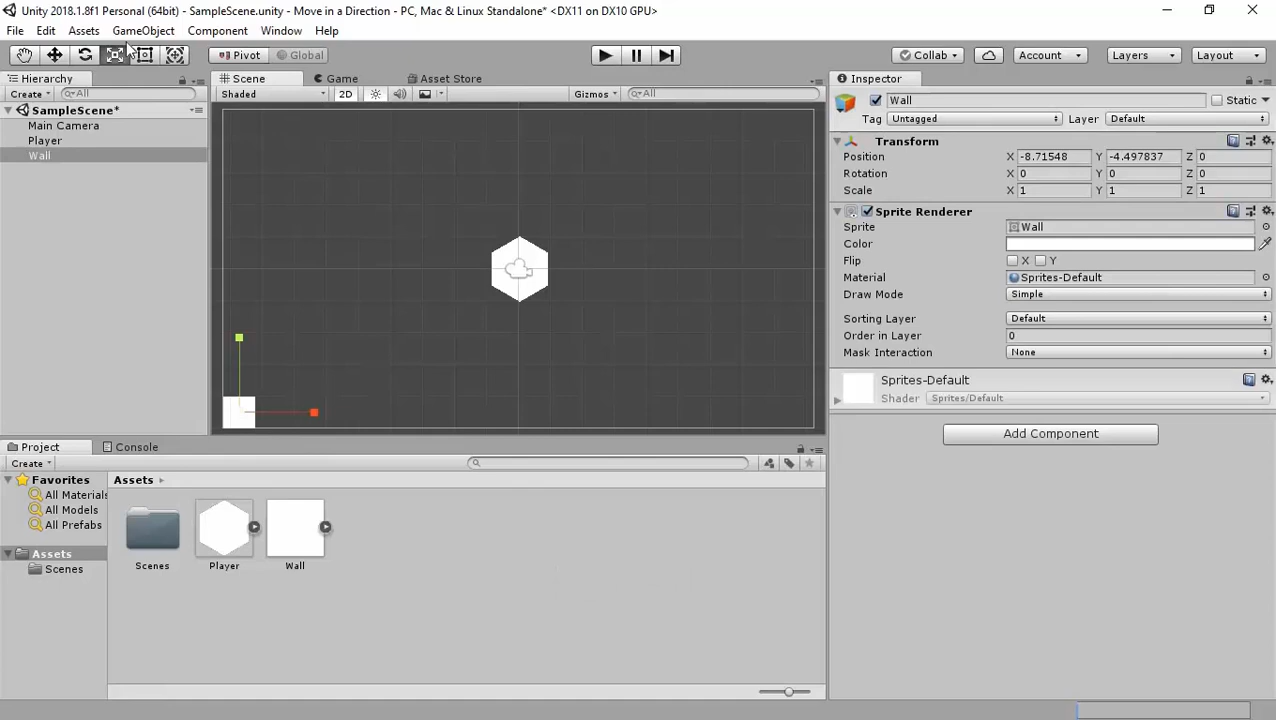 Unity 2018.1.8f1 Personal (64bit) - SampleScene.unity - Move in a Direction - PC, Mac & Linux Standalone* <DX11 on DX10 GPU>
File Edit Assets GameObject Component Window Help
Pivot Global Collab Account Layers Layout
Hierarchy Scene Game Asset Store Inspector
Create All Shaded 2D Gizmos All Wall Static
SampleScene*
Main Camera
Player
Wall
Tag Untagged Layer Default
Transform
Position X -8.71548 Y -4.497837 Z 0
Rotation X 0 Y 0 Z 0
Scale X 1 Y 1 Z 1
Sprite Renderer
Sprite Wall
Color
Flip X Y
Material Sprites-Default
Draw Mode Simple
Sorting Layer Default
Order in Layer 0
Mask Interaction None
Sprites-Default
Shader Sprites/Default
Add Component
Project Console
Create
Favorites Assets
All Materials
All Models
All Prefabs
Assets
Scenes
Scenes Player Wall